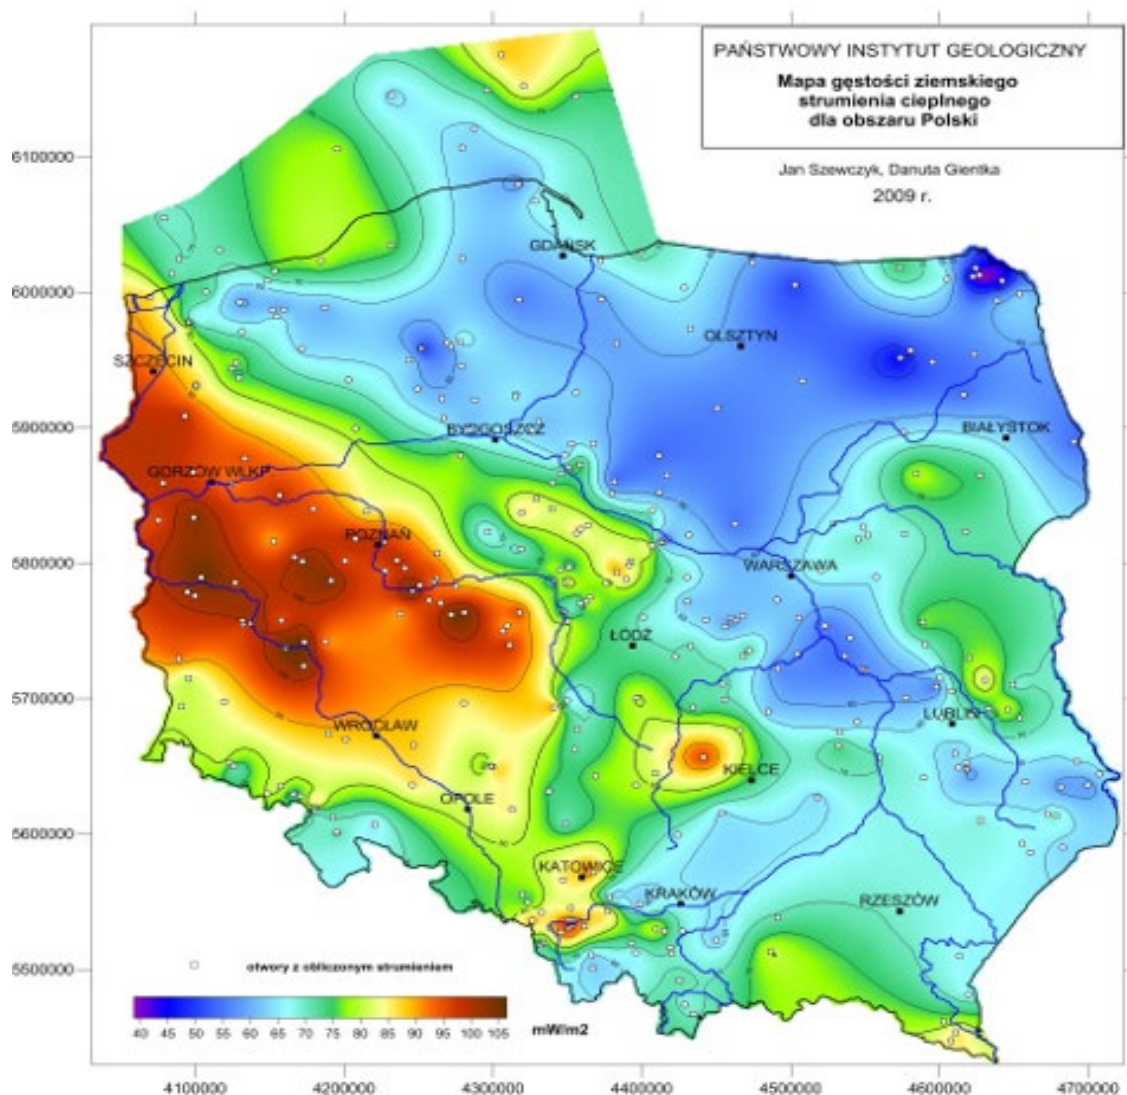 PAŃSTWOWY INSTYTUT GEOLOGICZNY
Mapa gęstości ziemskiego
strumienia cieplnego
dla obszaru Polski
Jan Szewczyk, Danuta Gientka
2009 r.
6100000
GDAŃSK
6000000
OLSZTYN
SZCZECIN
5900000
BYDGOSZCZ
BIAŁYSTOK
GORZÓW WLKP.
POZNAŃ
5800000
WARSZAWA
ŁÓDŹ
5700000
WROCŁAW
LUBLIN
KIELCE
OPOLE
5600000
KATOWICE
KRAKÓW
RZESZÓW
5500000
otwory z obliczonym strumieniem
40 45 50 55 60 65 70 75 80 85 90 95 100 105
mW/m2
4100000 4200000 4300000 4400000 4500000 4600000 4700000